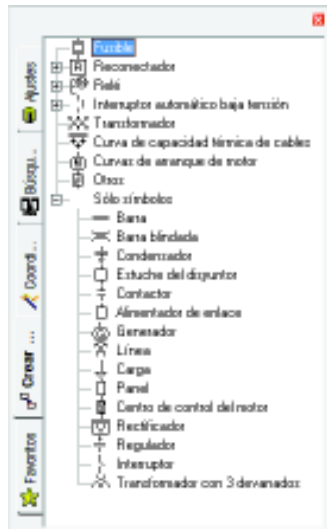 Fusible
Reconectador
Relé
Interruptor automático baja tensión
Transformador
Curva de capacidad térmica de cables
Curvas de arranque de motor
Otros
Sólo símbolos
Barra
Barra blindada
Condensador
Estuche del disyuntor
Contactor
Alimentador de enlace
Generador
Línea
Carga
Panel
Centro de control del motor
Rectificador
Regulador
Interruptor
Transformador con 3 devanados
Ajustes
Búsqu...
Coordi...
Crear ...
Favoritos